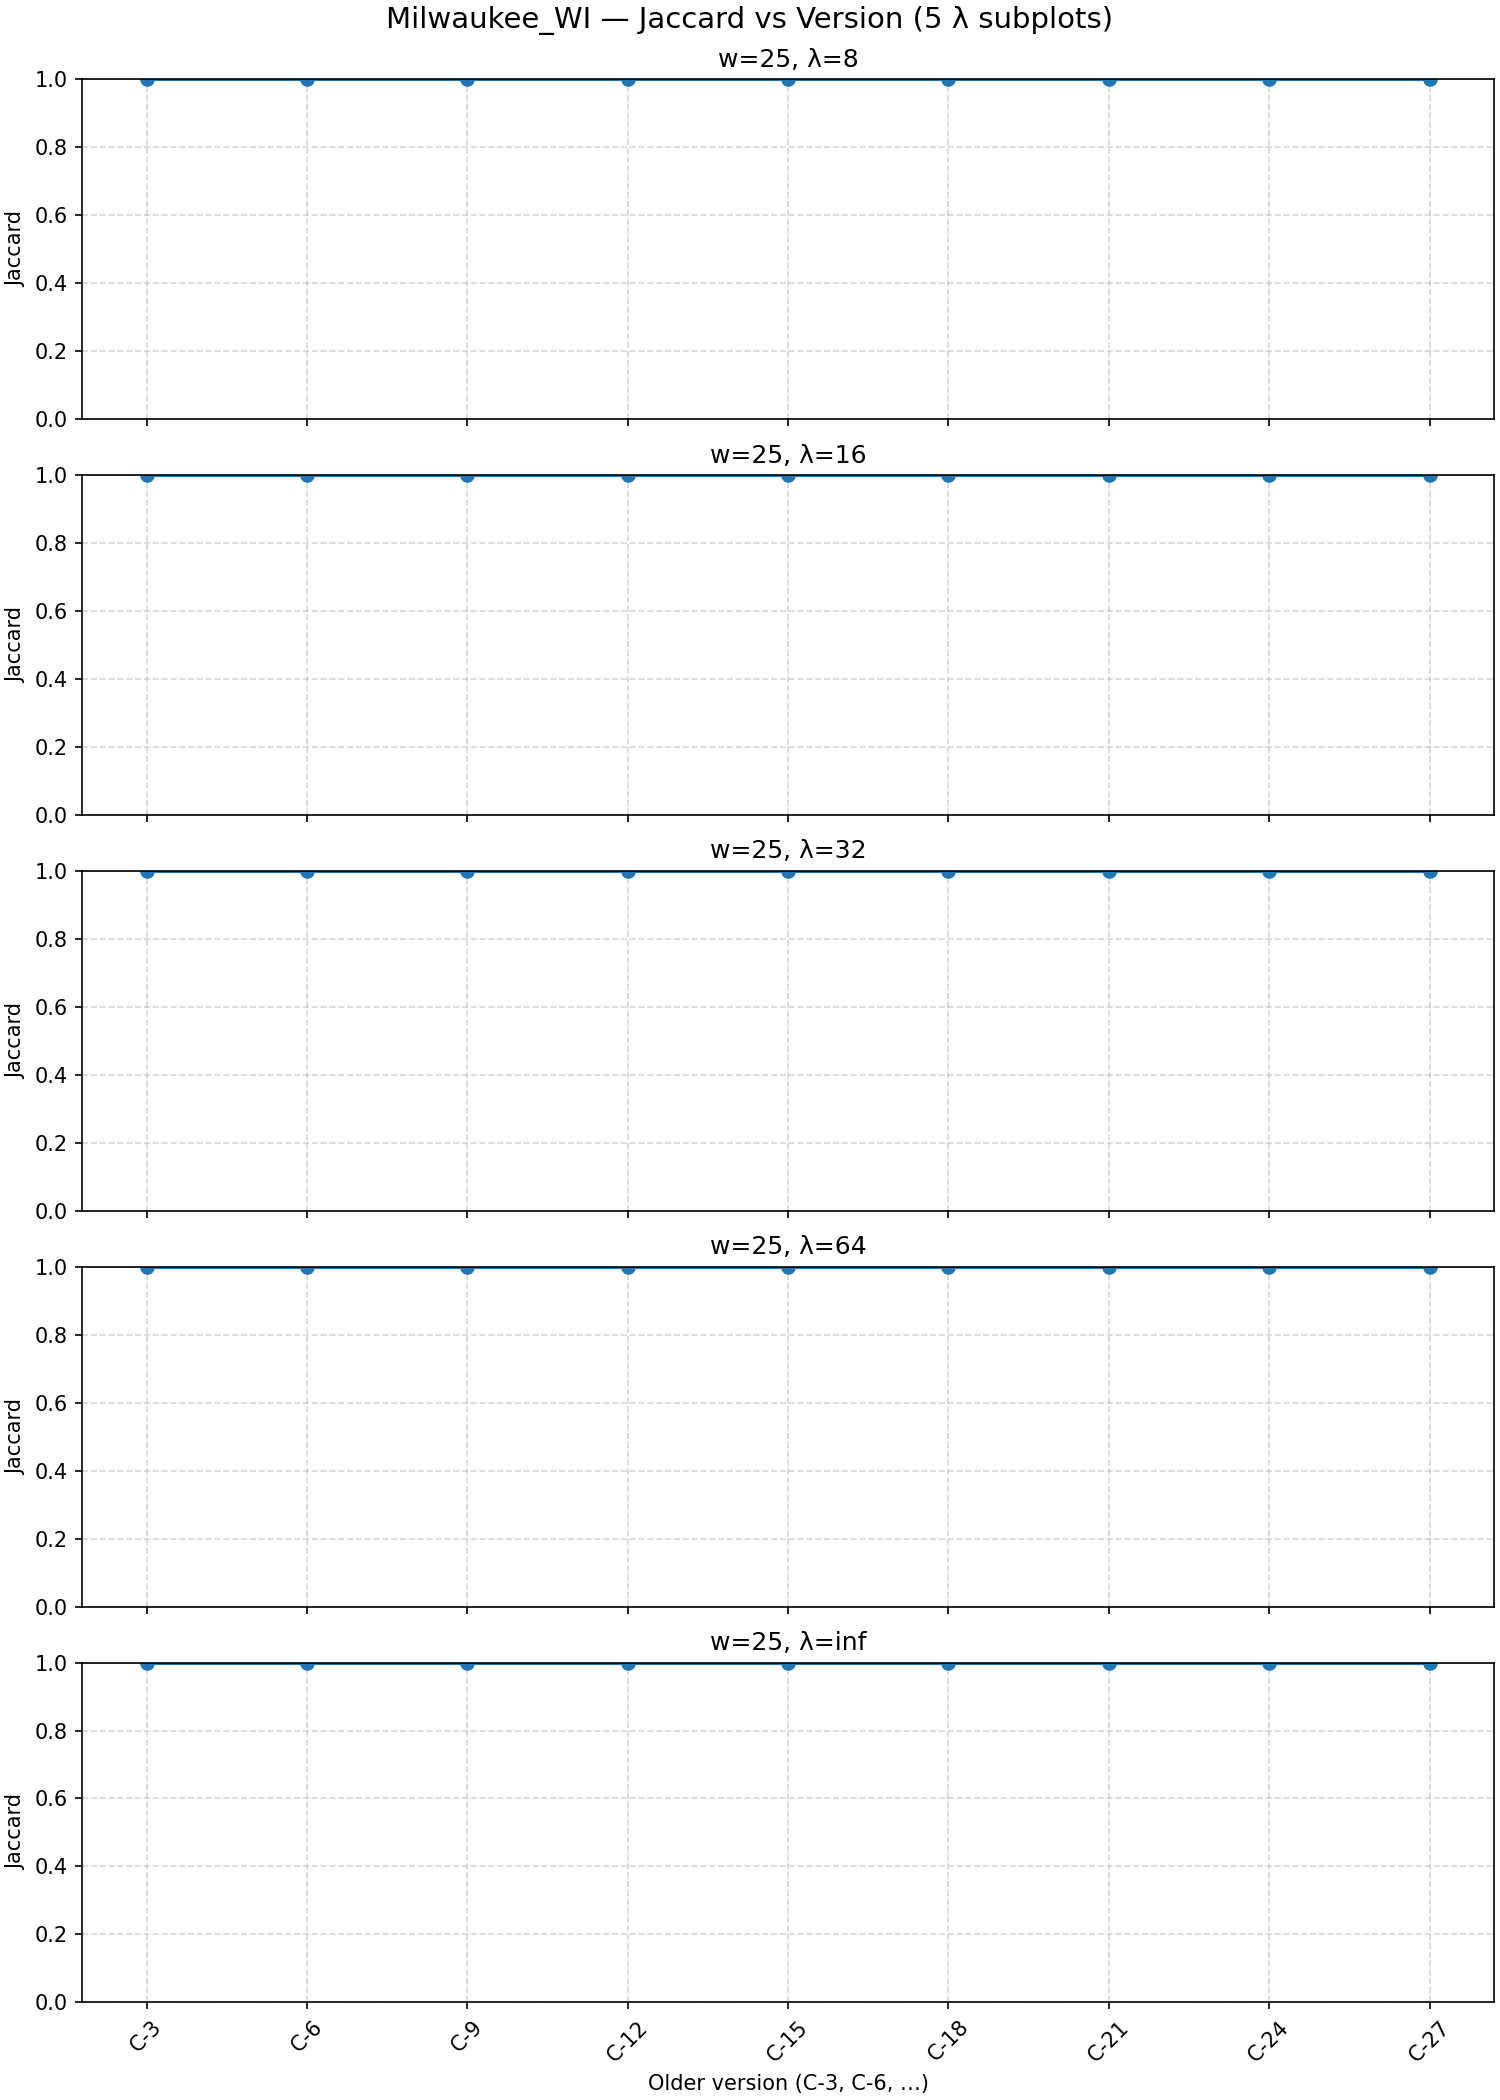 Milwaukee_WI — Jaccard vs Version (5 λ subplots)
w=25, λ=8
1.0
0.8
0.6
0.4
0.2
0.0
Jaccard
w=25, λ=16
1.0
0.8
0.6
0.4
0.2
0.0
Jaccard
w=25, λ=32
1.0
0.8
0.6
0.4
0.2
0.0
Jaccard
w=25, λ=64
1.0
0.8
0.6
0.4
0.2
0.0
Jaccard
w=25, λ=inf
1.0
0.8
0.6
0.4
0.2
0.0
Jaccard
C-3 C-6 C-9 C-12 C-15 C-18 C-21 C-24 C-27
Older version (C-3, C-6, ...)